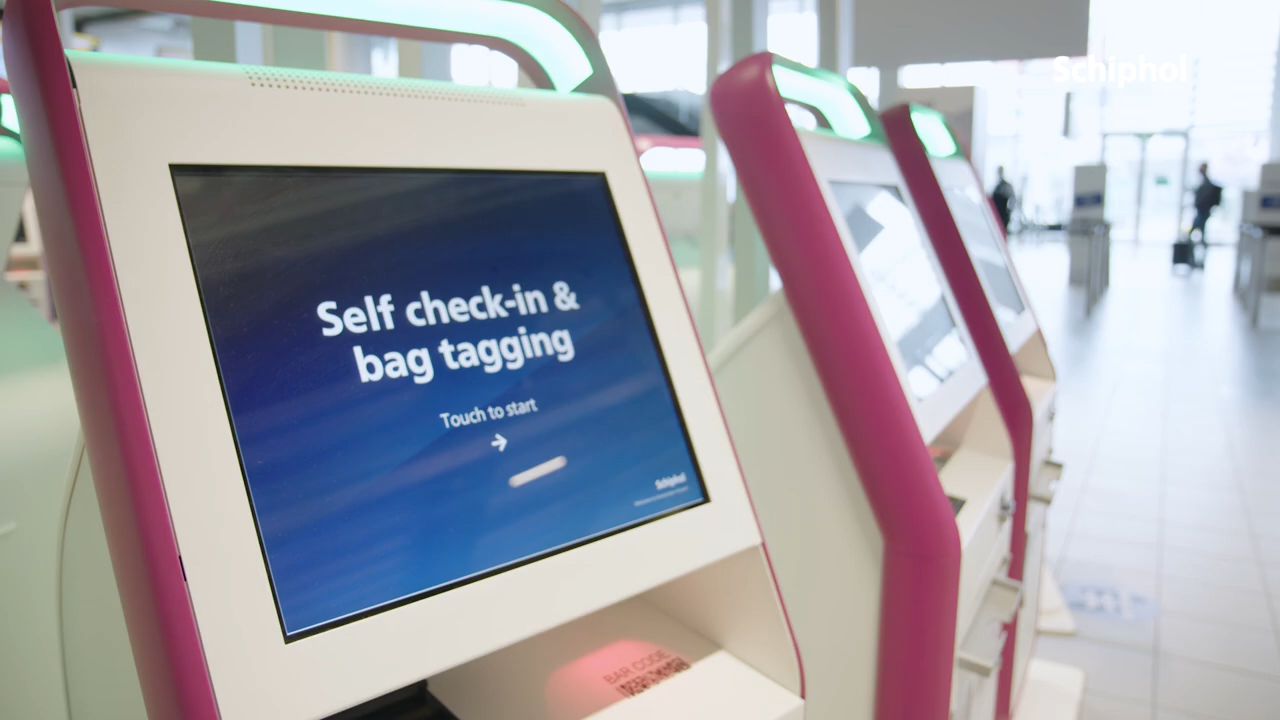 Schiphol
Self check-in &
bag tagging
Touch to start
→
Schiphol
BAR CODE